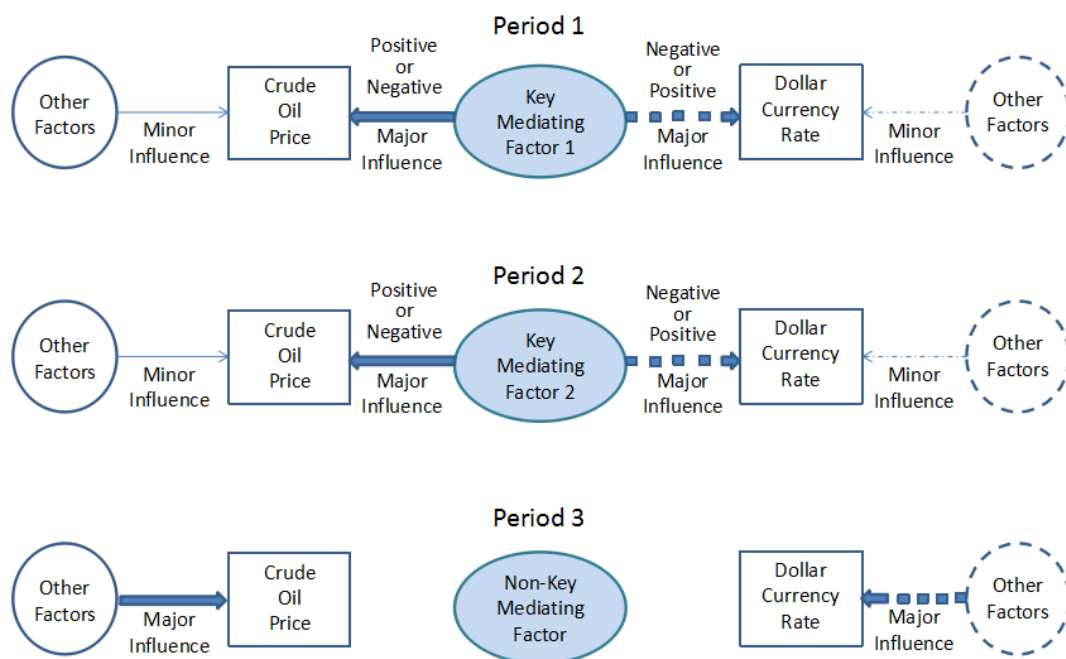 Period 1
Other
Factors
Minor
Influence
Crude
Oil
Price
Positive
or
Negative
Major
Influence
Key
Mediating
Factor 1
Negative
or
Positive
Major
Influence
Dollar
Currency
Rate
Minor
Influence
Other
Factors
Period 2
Other
Factors
Minor
Influence
Crude
Oil
Price
Positive
or
Negative
Major
Influence
Key
Mediating
Factor 2
Negative
or
Positive
Major
Influence
Dollar
Currency
Rate
Minor
Influence
Other
Factors
Period 3
Other
Factors
Major
Influence
Crude
Oil
Price
Non-Key
Mediating
Factor
Dollar
Currency
Rate
Major
Influence
Other
Factors